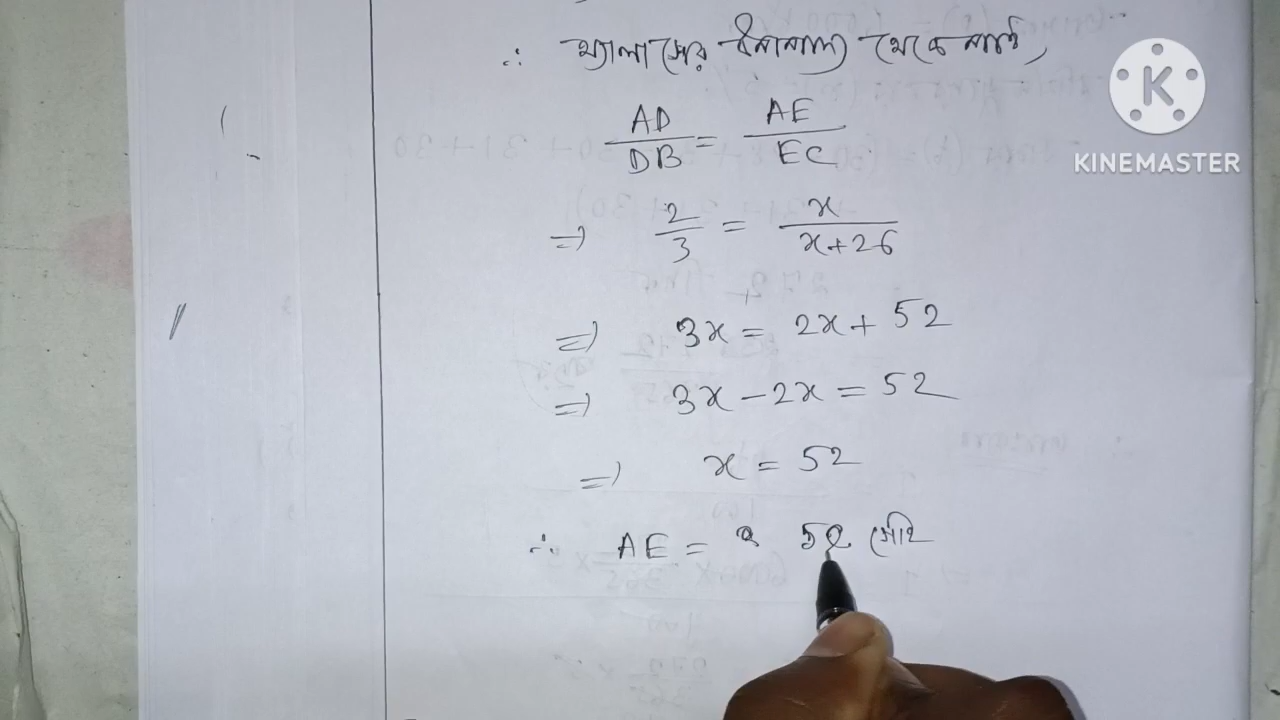 ∴ থ্যালাসের উপপাদ্য থেকে পাই,
AD/DB = AE/EC
⇒ 2/3 = x/(x+26)
⇒ 3x = 2x + 52
⇒ 3x - 2x = 52
⇒ x = 52
∴ AE = 52 সেমি
K
KINEMASTER